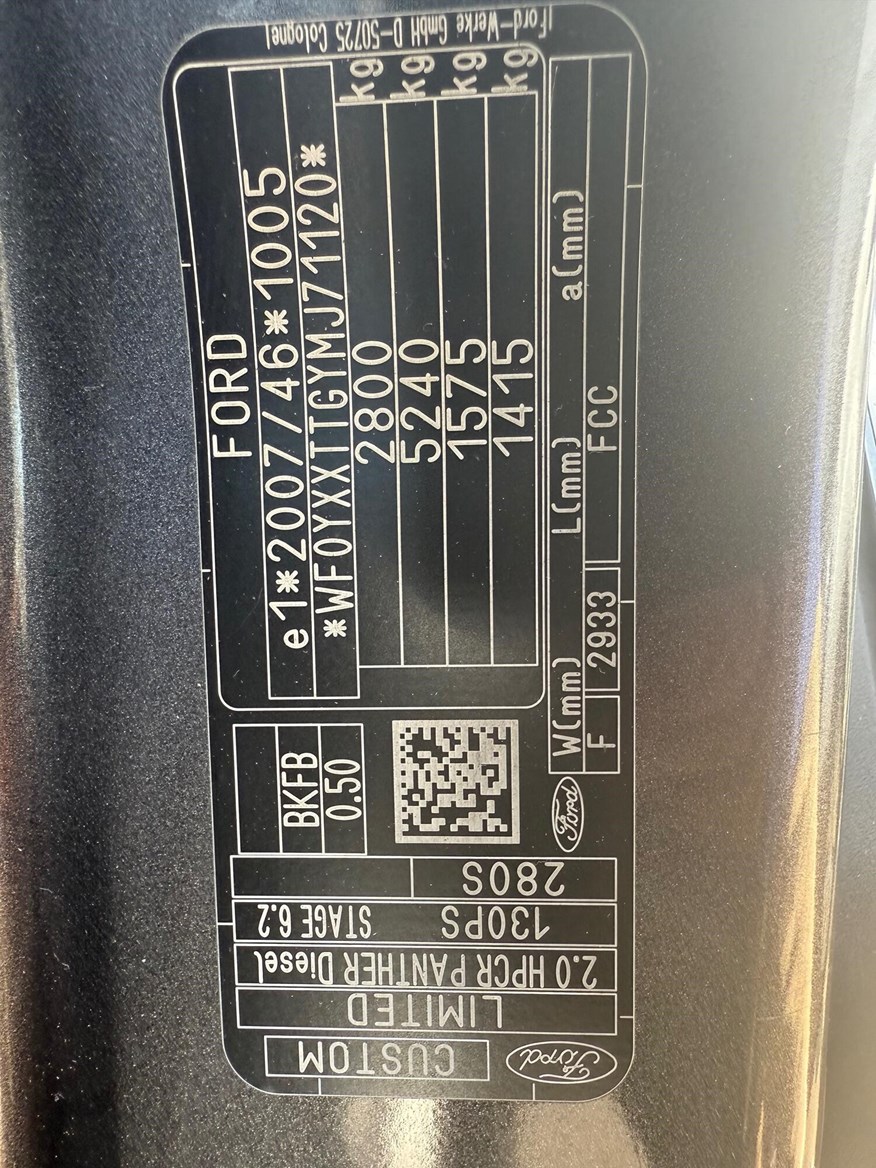 Ford-Werke GmbH D-50725 Cologne
FORD
e1*2007/46*1005
*WF0YXXTTGYMJ71120*
2800 kg
5240 kg
1575 kg
1415 kg
W(mm) L(mm) a(mm)
F 2933 FCC
BKFB
0.50
Ford
280S
130PS STAGE 6.2
2.0 HPCR PANTHER Diesel
LIMITED
CUSTOM
Ford